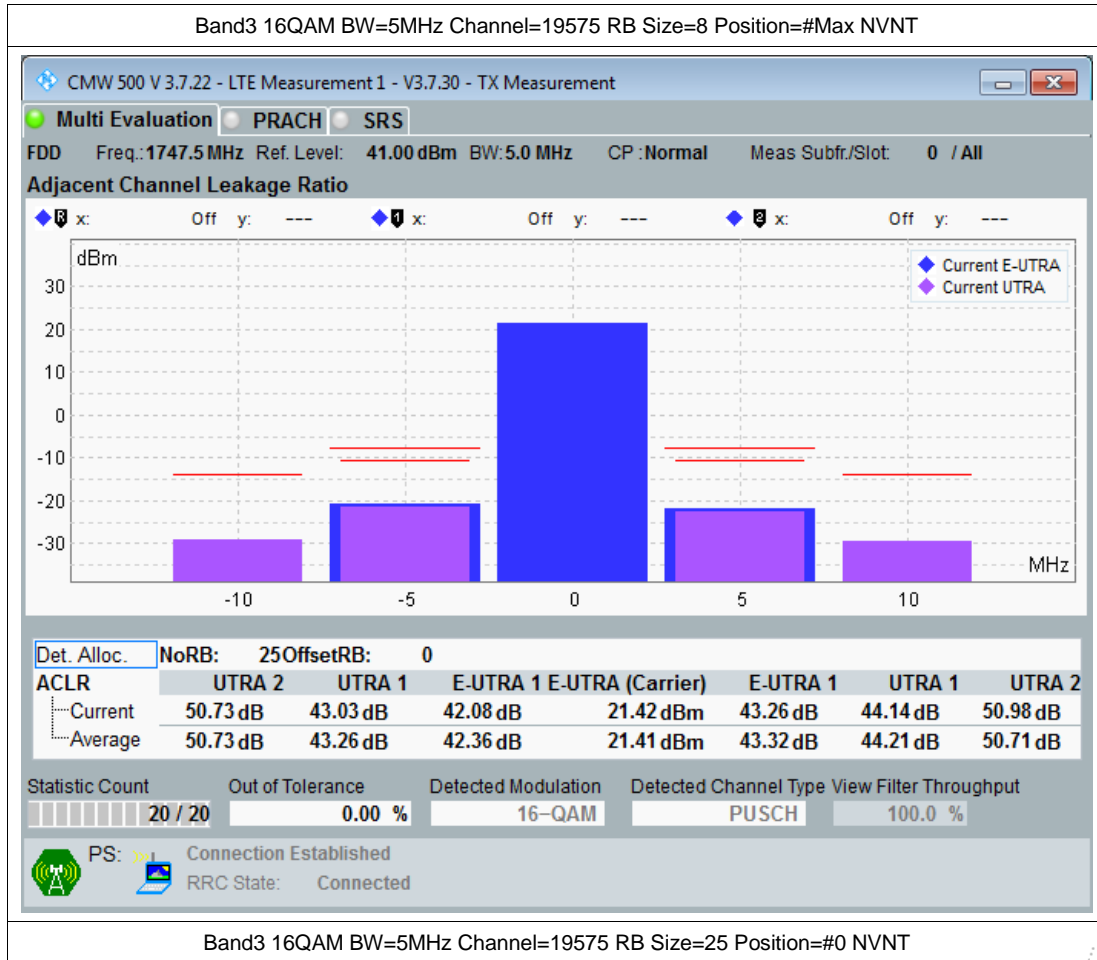 Band3 16QAM BW=5MHz Channel=19575 RB Size=8 Position=#Max NVNT
CMW 500 V 3.7.22 - LTE Measurement 1 - V3.7.30 - TX Measurement
Multi Evaluation PRACH SRS
FDD Freq.:1747.5 MHz Ref. Level: 41.00 dBm BW:5.0 MHz CP :Normal Meas Subfr./Slot: 0 / All
Adjacent Channel Leakage Ratio
R x: Off y: --- 1 x: Off y: --- 2 x: Off y: ---
dBm
Current E-UTRA
Current UTRA
30
20
10
0
-10
-20
-30
MHz
-10 -5 0 5 10
Det. Alloc. NoRB: 25 OffsetRB: 0
ACLR UTRA 2 UTRA 1 E-UTRA 1 E-UTRA (Carrier) E-UTRA 1 UTRA 1 UTRA 2
Current 50.73 dB 43.03 dB 42.08 dB 21.42 dBm 43.26 dB 44.14 dB 50.98 dB
Average 50.73 dB 43.26 dB 42.36 dB 21.41 dBm 43.32 dB 44.21 dB 50.71 dB
Statistic Count Out of Tolerance Detected Modulation Detected Channel Type View Filter Throughput
20 / 20 0.00 % 16-QAM PUSCH 100.0 %
PS: Connection Established
RRC State: Connected
Band3 16QAM BW=5MHz Channel=19575 RB Size=25 Position=#0 NVNT